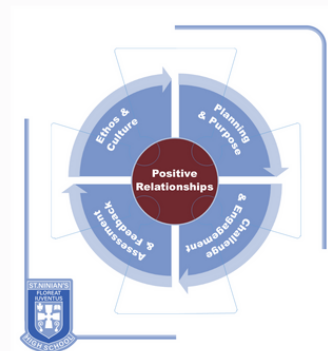 Ethos &
Culture
Planning
& Purpose
Positive
Relationships
Assessment
& Feedback
Challenge
& Engagement
ST.NINIAN'S
FLOREAT
IUVENTUS
HIGH SCHOOL